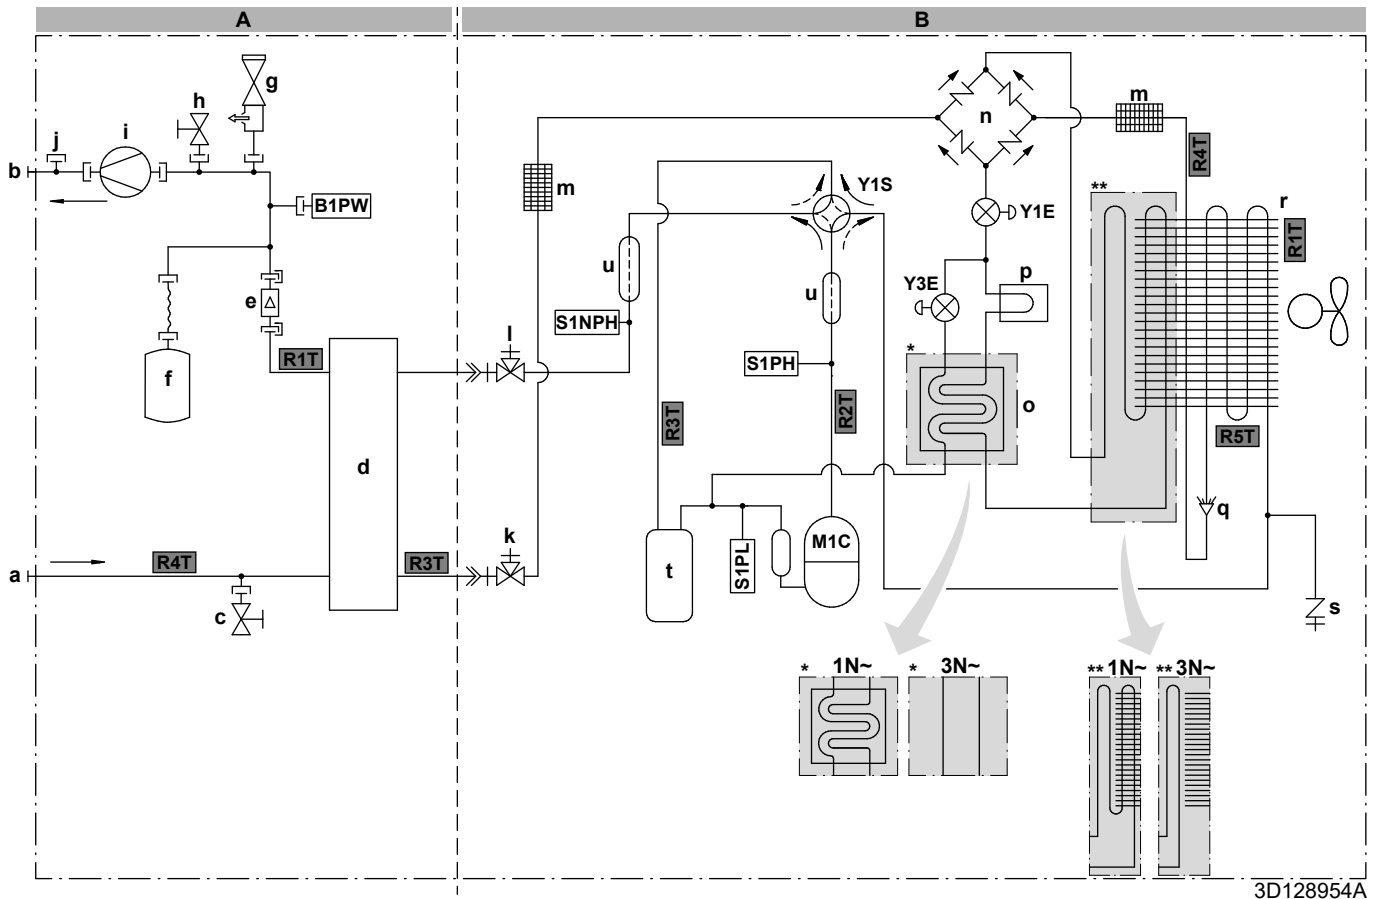 A B
g
h
j i
m
n
m
b
R4T
**
Y1S
r
B1PW
Y1E
R1T
u
p
Y3E
u
e
S1NPH
l
*
R1T
S1PH
f
R3T
R2T
o
R5T
d
q
k
M1C
a
R4T
R3T
t
S1PL
c
s
* 1N~ * 3N~
** 1N~ ** 3N~
3D128954A